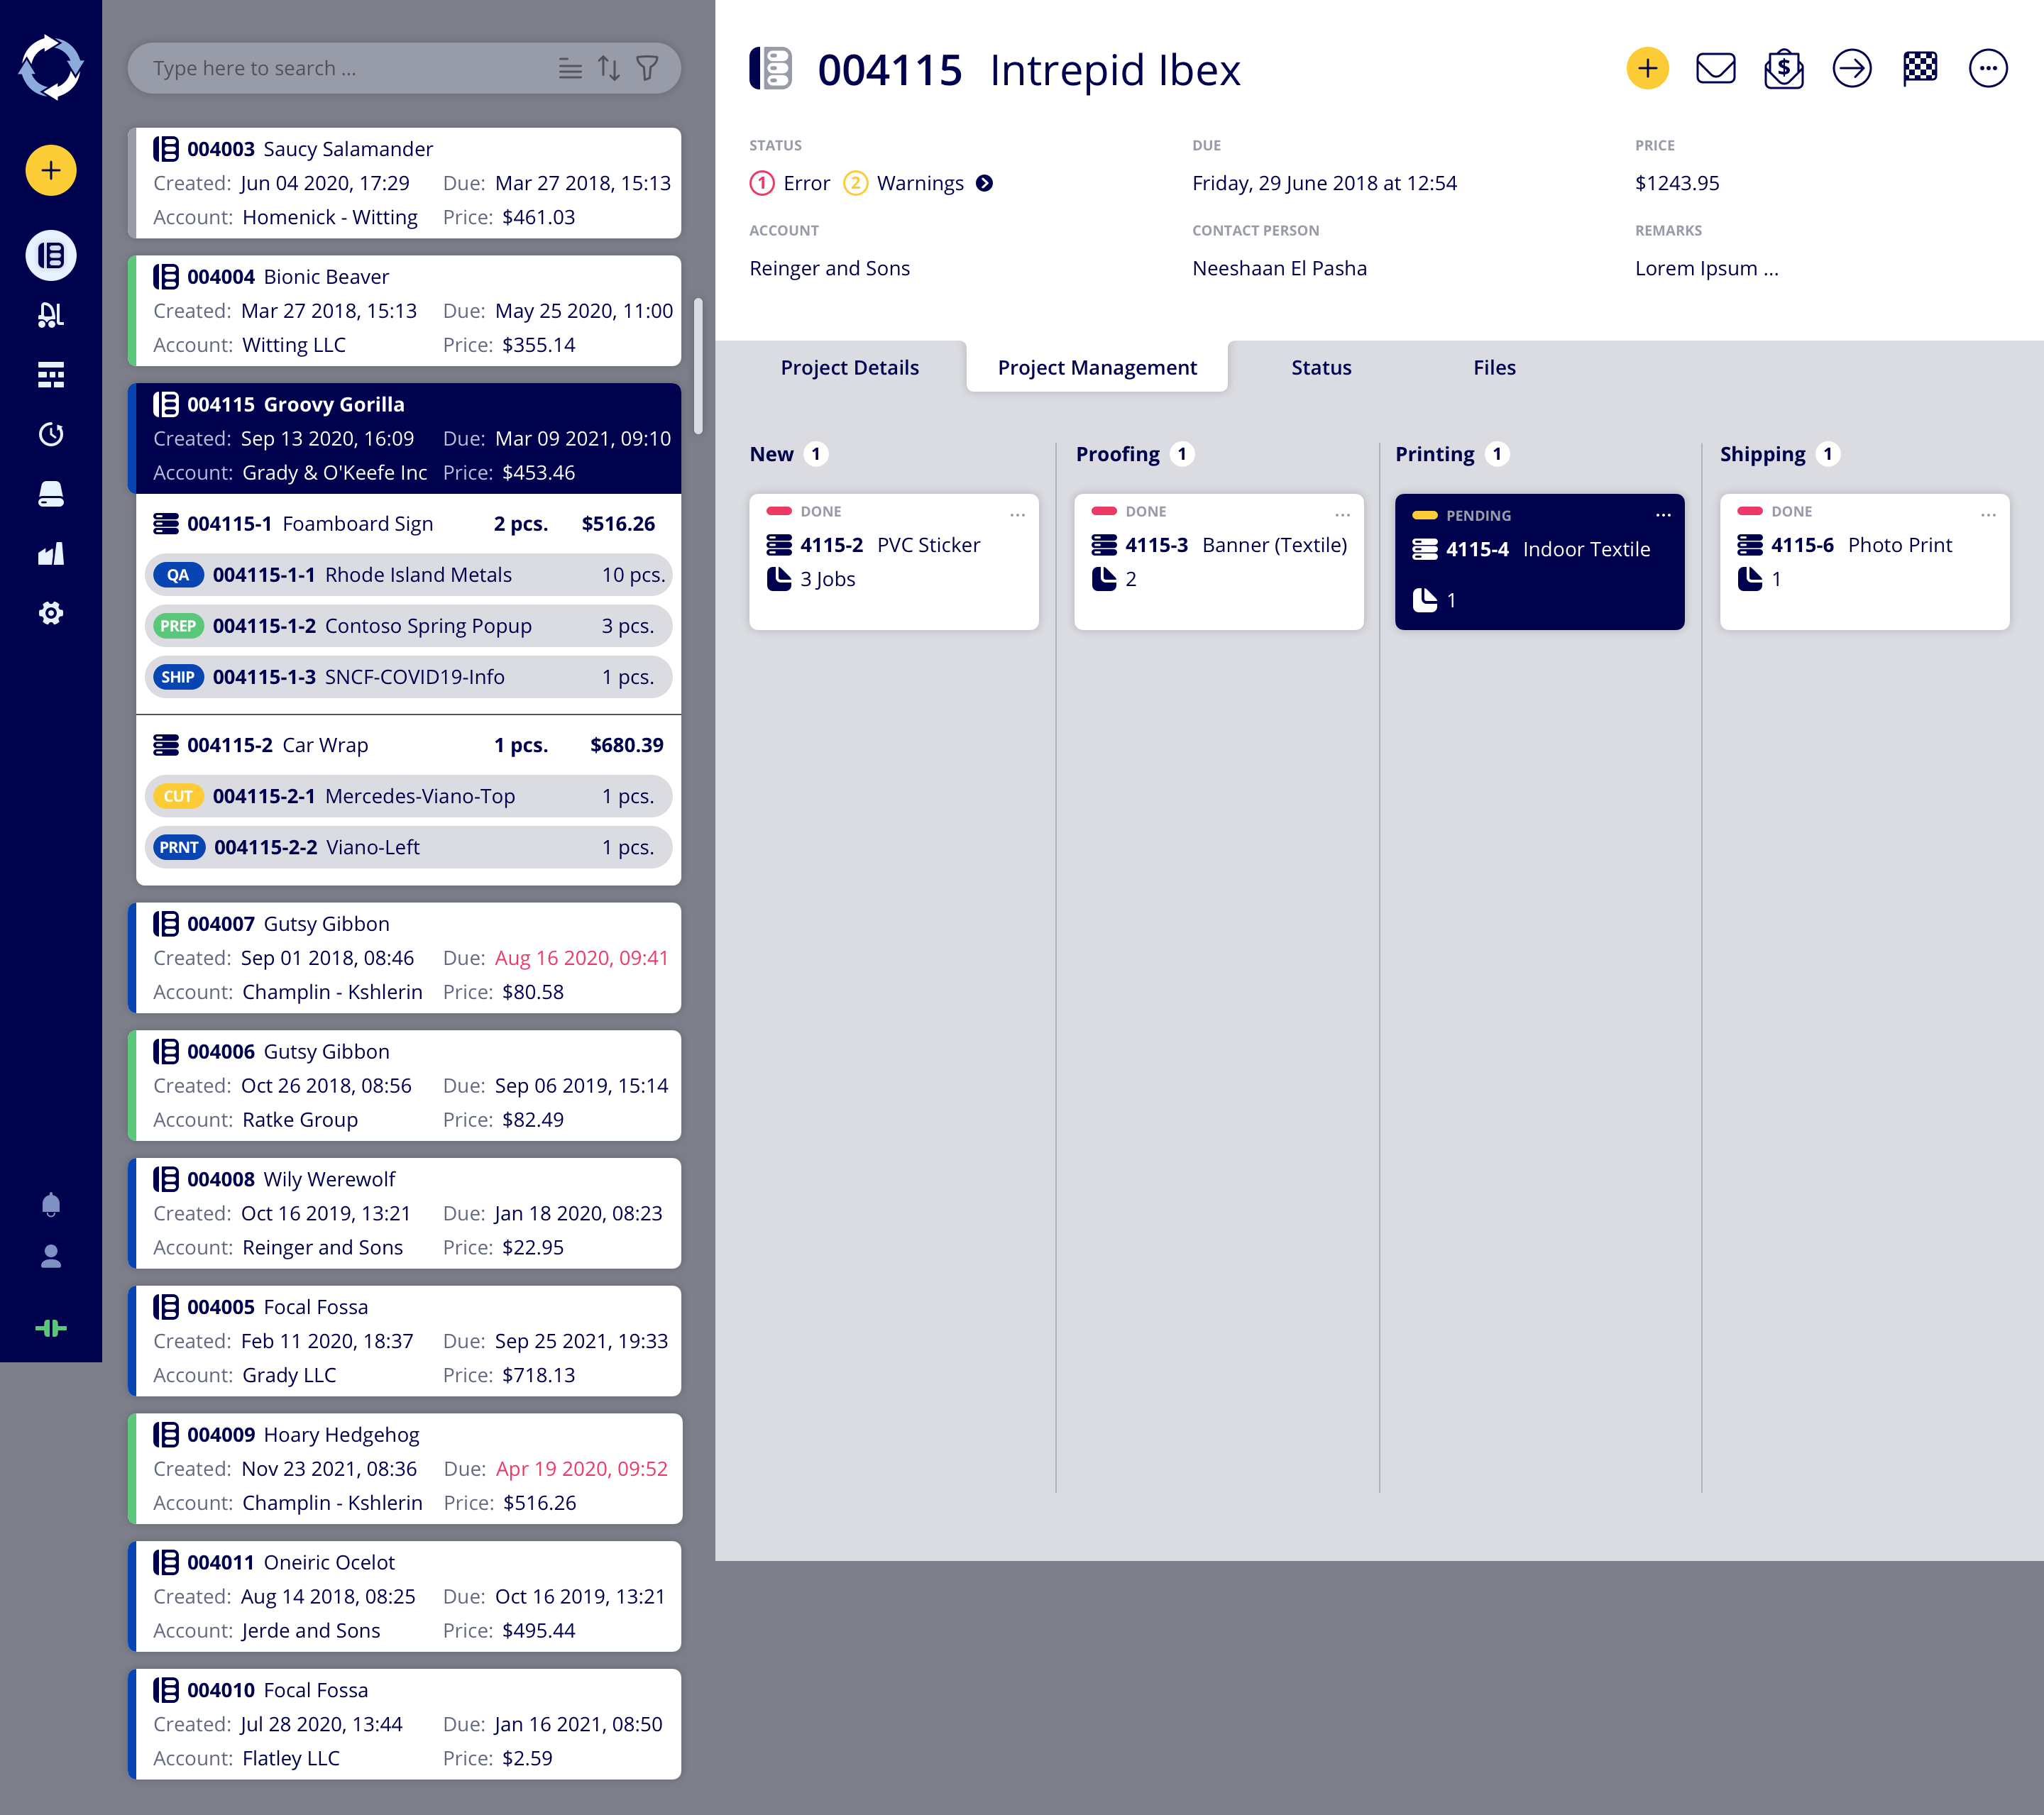 Type here to search ...
004003 Saucy Salamander
Created: Jun 04 2020, 17:29 Due: Mar 27 2018, 15:13
Account: Homenick - Witting Price: $461.03
004004 Bionic Beaver
Created: Mar 27 2018, 15:13 Due: May 25 2020, 11:00
Account: Witting LLC Price: $355.14
004115 Groovy Gorilla
Created: Sep 13 2020, 16:09 Due: Mar 09 2021, 09:10
Account: Grady & O'Keefe Inc Price: $453.46
004115-1 Foamboard Sign 2 pcs. $516.26
QA 004115-1-1 Rhode Island Metals 10 pcs.
PREP 004115-1-2 Contoso Spring Popup 3 pcs.
SHIP 004115-1-3 SNCF-COVID19-Info 1 pcs.
004115-2 Car Wrap 1 pcs. $680.39
CUT 004115-2-1 Mercedes-Viano-Top 1 pcs.
PRNT 004115-2-2 Viano-Left 1 pcs.
004007 Gutsy Gibbon
Created: Sep 01 2018, 08:46 Due: Aug 16 2020, 09:41
Account: Champlin - Kshlerin Price: $80.58
004006 Gutsy Gibbon
Created: Oct 26 2018, 08:56 Due: Sep 06 2019, 15:14
Account: Ratke Group Price: $82.49
004008 Wily Werewolf
Created: Oct 16 2019, 13:21 Due: Jan 18 2020, 08:23
Account: Reinger and Sons Price: $22.95
004005 Focal Fossa
Created: Feb 11 2020, 18:37 Due: Sep 25 2021, 19:33
Account: Grady LLC Price: $718.13
004009 Hoary Hedgehog
Created: Nov 23 2021, 08:36 Due: Apr 19 2020, 09:52
Account: Champlin - Kshlerin Price: $516.26
004011 Oneiric Ocelot
Created: Aug 14 2018, 08:25 Due: Oct 16 2019, 13:21
Account: Jerde and Sons Price: $495.44
004010 Focal Fossa
Created: Jul 28 2020, 13:44 Due: Jan 16 2021, 08:50
Account: Flatley LLC Price: $2.59
004115 Intrepid Ibex
$
STATUS DUE PRICE
1 Error 2 Warnings Friday, 29 June 2018 at 12:54 $1243.95
ACCOUNT CONTACT PERSON REMARKS
Reinger and Sons Neeshaan El Pasha Lorem Ipsum ...
Project Details Project Management Status Files
New 1
DONE
4115-2 PVC Sticker
3 Jobs
Proofing 1
DONE
4115-3 Banner (Textile)
2
Printing 1
PENDING
4115-4 Indoor Textile
1
Shipping 1
DONE
4115-6 Photo Print
1